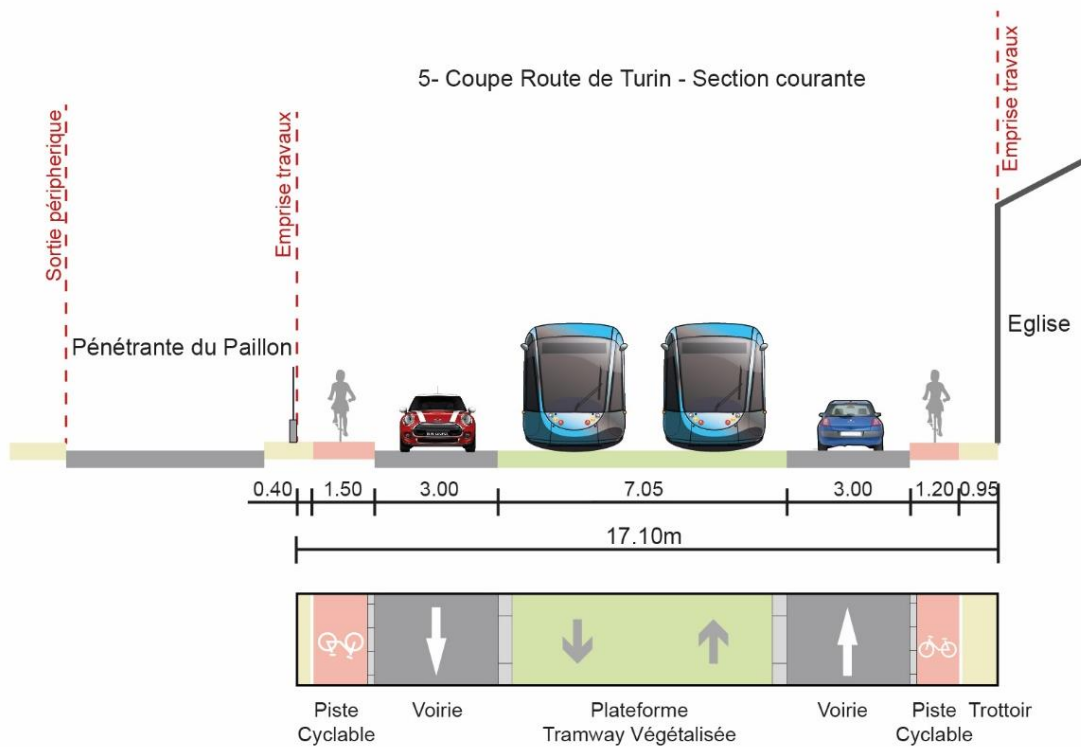 5- Coupe Route de Turin - Section courante
Sortie péripherique
Emprise travaux
Emprise travaux
Pénétrante du Paillon
Eglise
0.40 1.50 3.00 7.05 3.00 1.20 0.95
17.10m
Piste Cyclable
Voirie
Plateforme
Tramway Végétalisée
Voirie
Piste
Cyclable
Trottoir